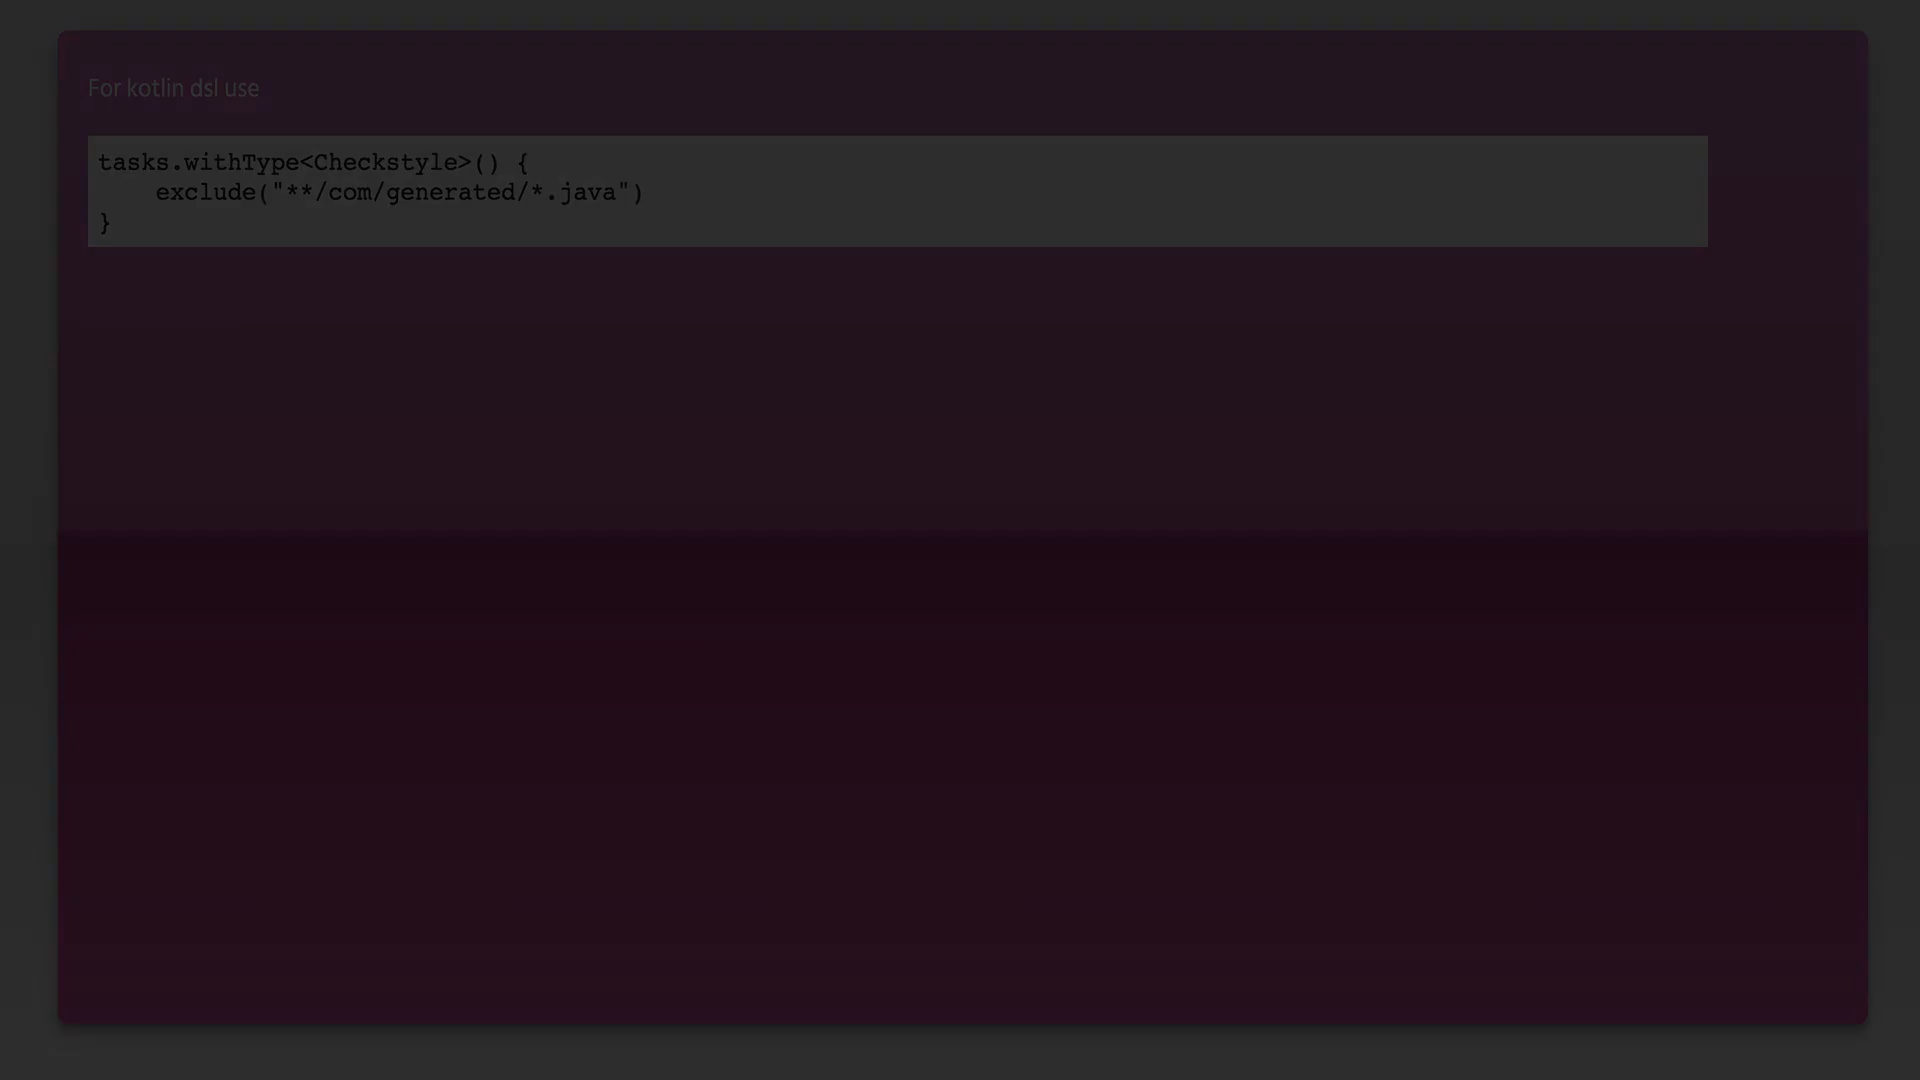 For kotlin dsl use
tasks.withType<Checkstyle>() {
    exclude("**/com/generated/*.java")
}